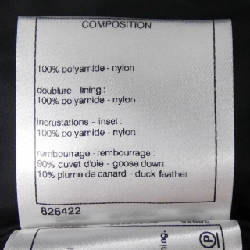 COMPOSITION
100% polyamide - nylon
doublure - lining :
100% polyamide - nylon
incrustations - inset :
100% polyamide - nylon
rembourrage - rembourrage :
90% duvet d'oie - goose down
10% plume de canard - duck feather
826422